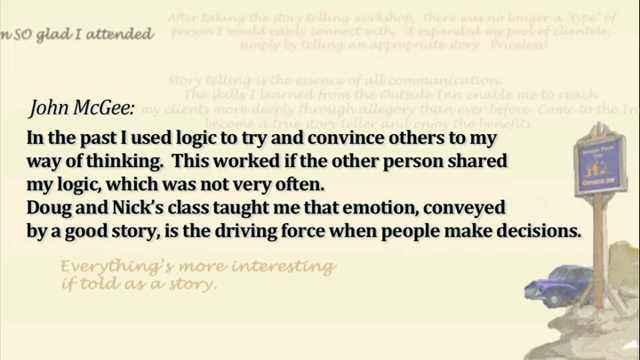 After taking the story telling workshop, there was no longer a "type" of
person I would easily connect with, it expanded my pool of clientele,
simply by telling an appropriate story. Priceless!
m SO glad I attended
Story telling is the essence of all communication.
The skills I learned from the Outside Inn enable me to reach
my clients more deeply through allegory than ever before. Come to the In
become a true story teller and enjoy the benefits.
John McGee:
In the past I used logic to try and convince others to my
way of thinking. This worked if the other person shared
my logic, which was not very often.
Doug and Nick's class taught me that emotion, conveyed
by a good story, is the driving force when people make decisions.
Everything's more interesting
if told as a story.